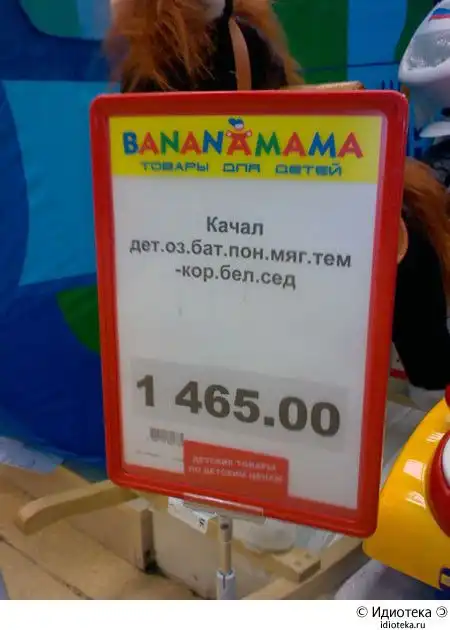 BANANAMAMA
ТОВАРЫ ДЛЯ ДЕТЕЙ
Качал
дет.оз.бат.пон.мяг.тем
-кор.бел.сед
1 465.00
ДЕТСКИЕ ТОВАРЫ
ПО ДЕТСКИМ ЦЕНАМ
© Идиотека
idioteka.ru